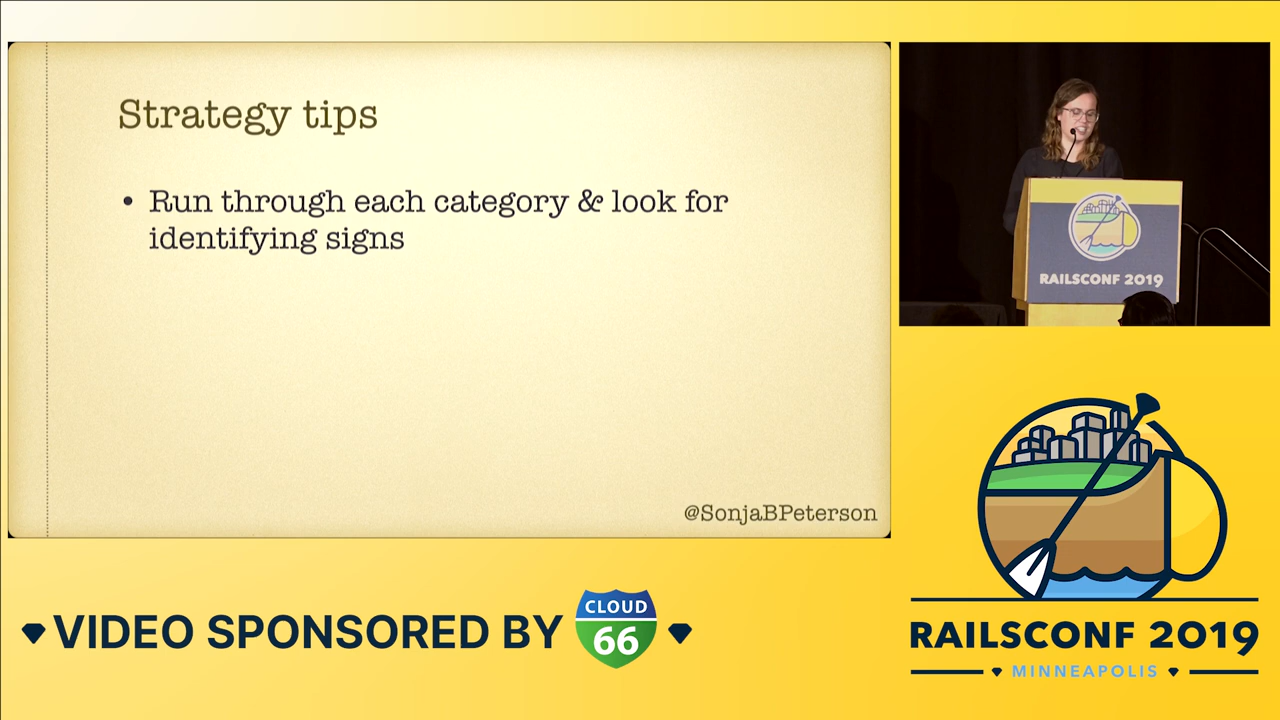 Strategy tips
• Run through each category & look for
identifying signs
@SonjaBPeterson
RAILSCONF 2019
VIDEO SPONSORED BY CLOUD 66
RAILSCONF 2019
MINNEAPOLIS